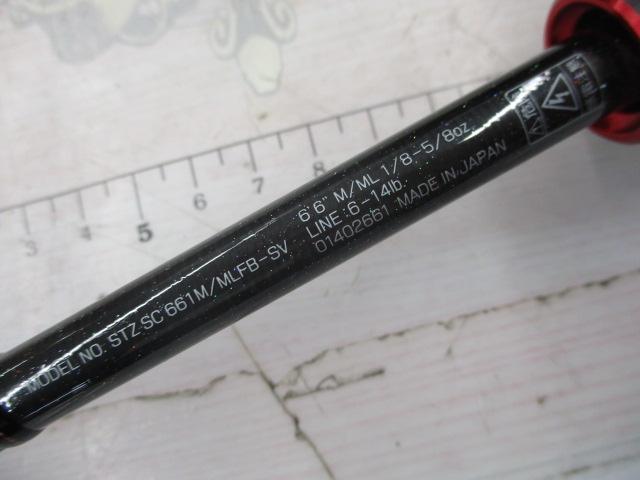 MODEL NO. STZ SC 661M/MLFB-SV
6'6" M/ML 1/8-5/8oz.
LINE:6-14lb.
01402661 MADE IN JAPAN
3 4 5 6 7 8